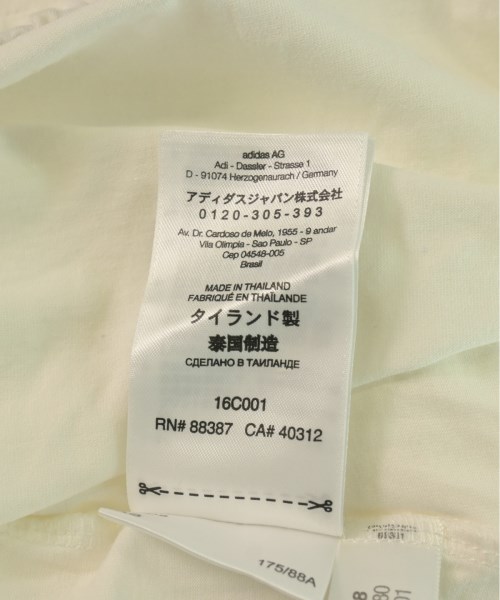 adidas AG
Adi - Dassler - Strasse 1
D - 91074 Herzogenaurach / Germany
アディダスジャパン株式会社
0120-305-393
Av. Dr. Cardoso de Melo, 1955 - 9 andar
Vila Olimpia - Sao Paulo - SP
Cep 04548-005
Brasil
MADE IN THAILAND
FABRIQUÉ EN THAÏLANDE
タイランド製
泰国制造
СДЕЛАНО В ТАИЛАНДЕ
16C001
RN# 88387 CA# 40312
175/88A